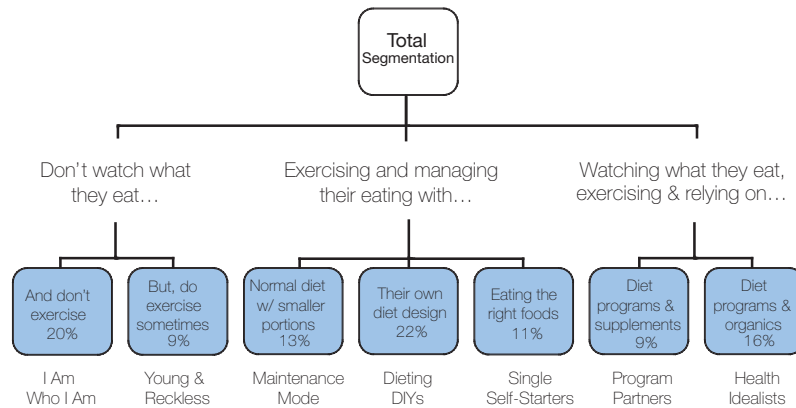 Total
Segmentation
Don't watch what
they eat…
Exercising and managing
their eating with…
Watching what they eat,
exercising & relying on…
And don't
exercise
20%
But, do
exercise
sometimes
9%
Normal diet
w/ smaller
portions
13%
Their own
diet design
22%
Eating the
right foods
11%
Diet
programs &
supplements
9%
Diet
programs &
organics
16%
I Am
Who I Am
Young &
Reckless
Maintenance
Mode
Dieting
DIYs
Single
Self-Starters
Program
Partners
Health
Idealists